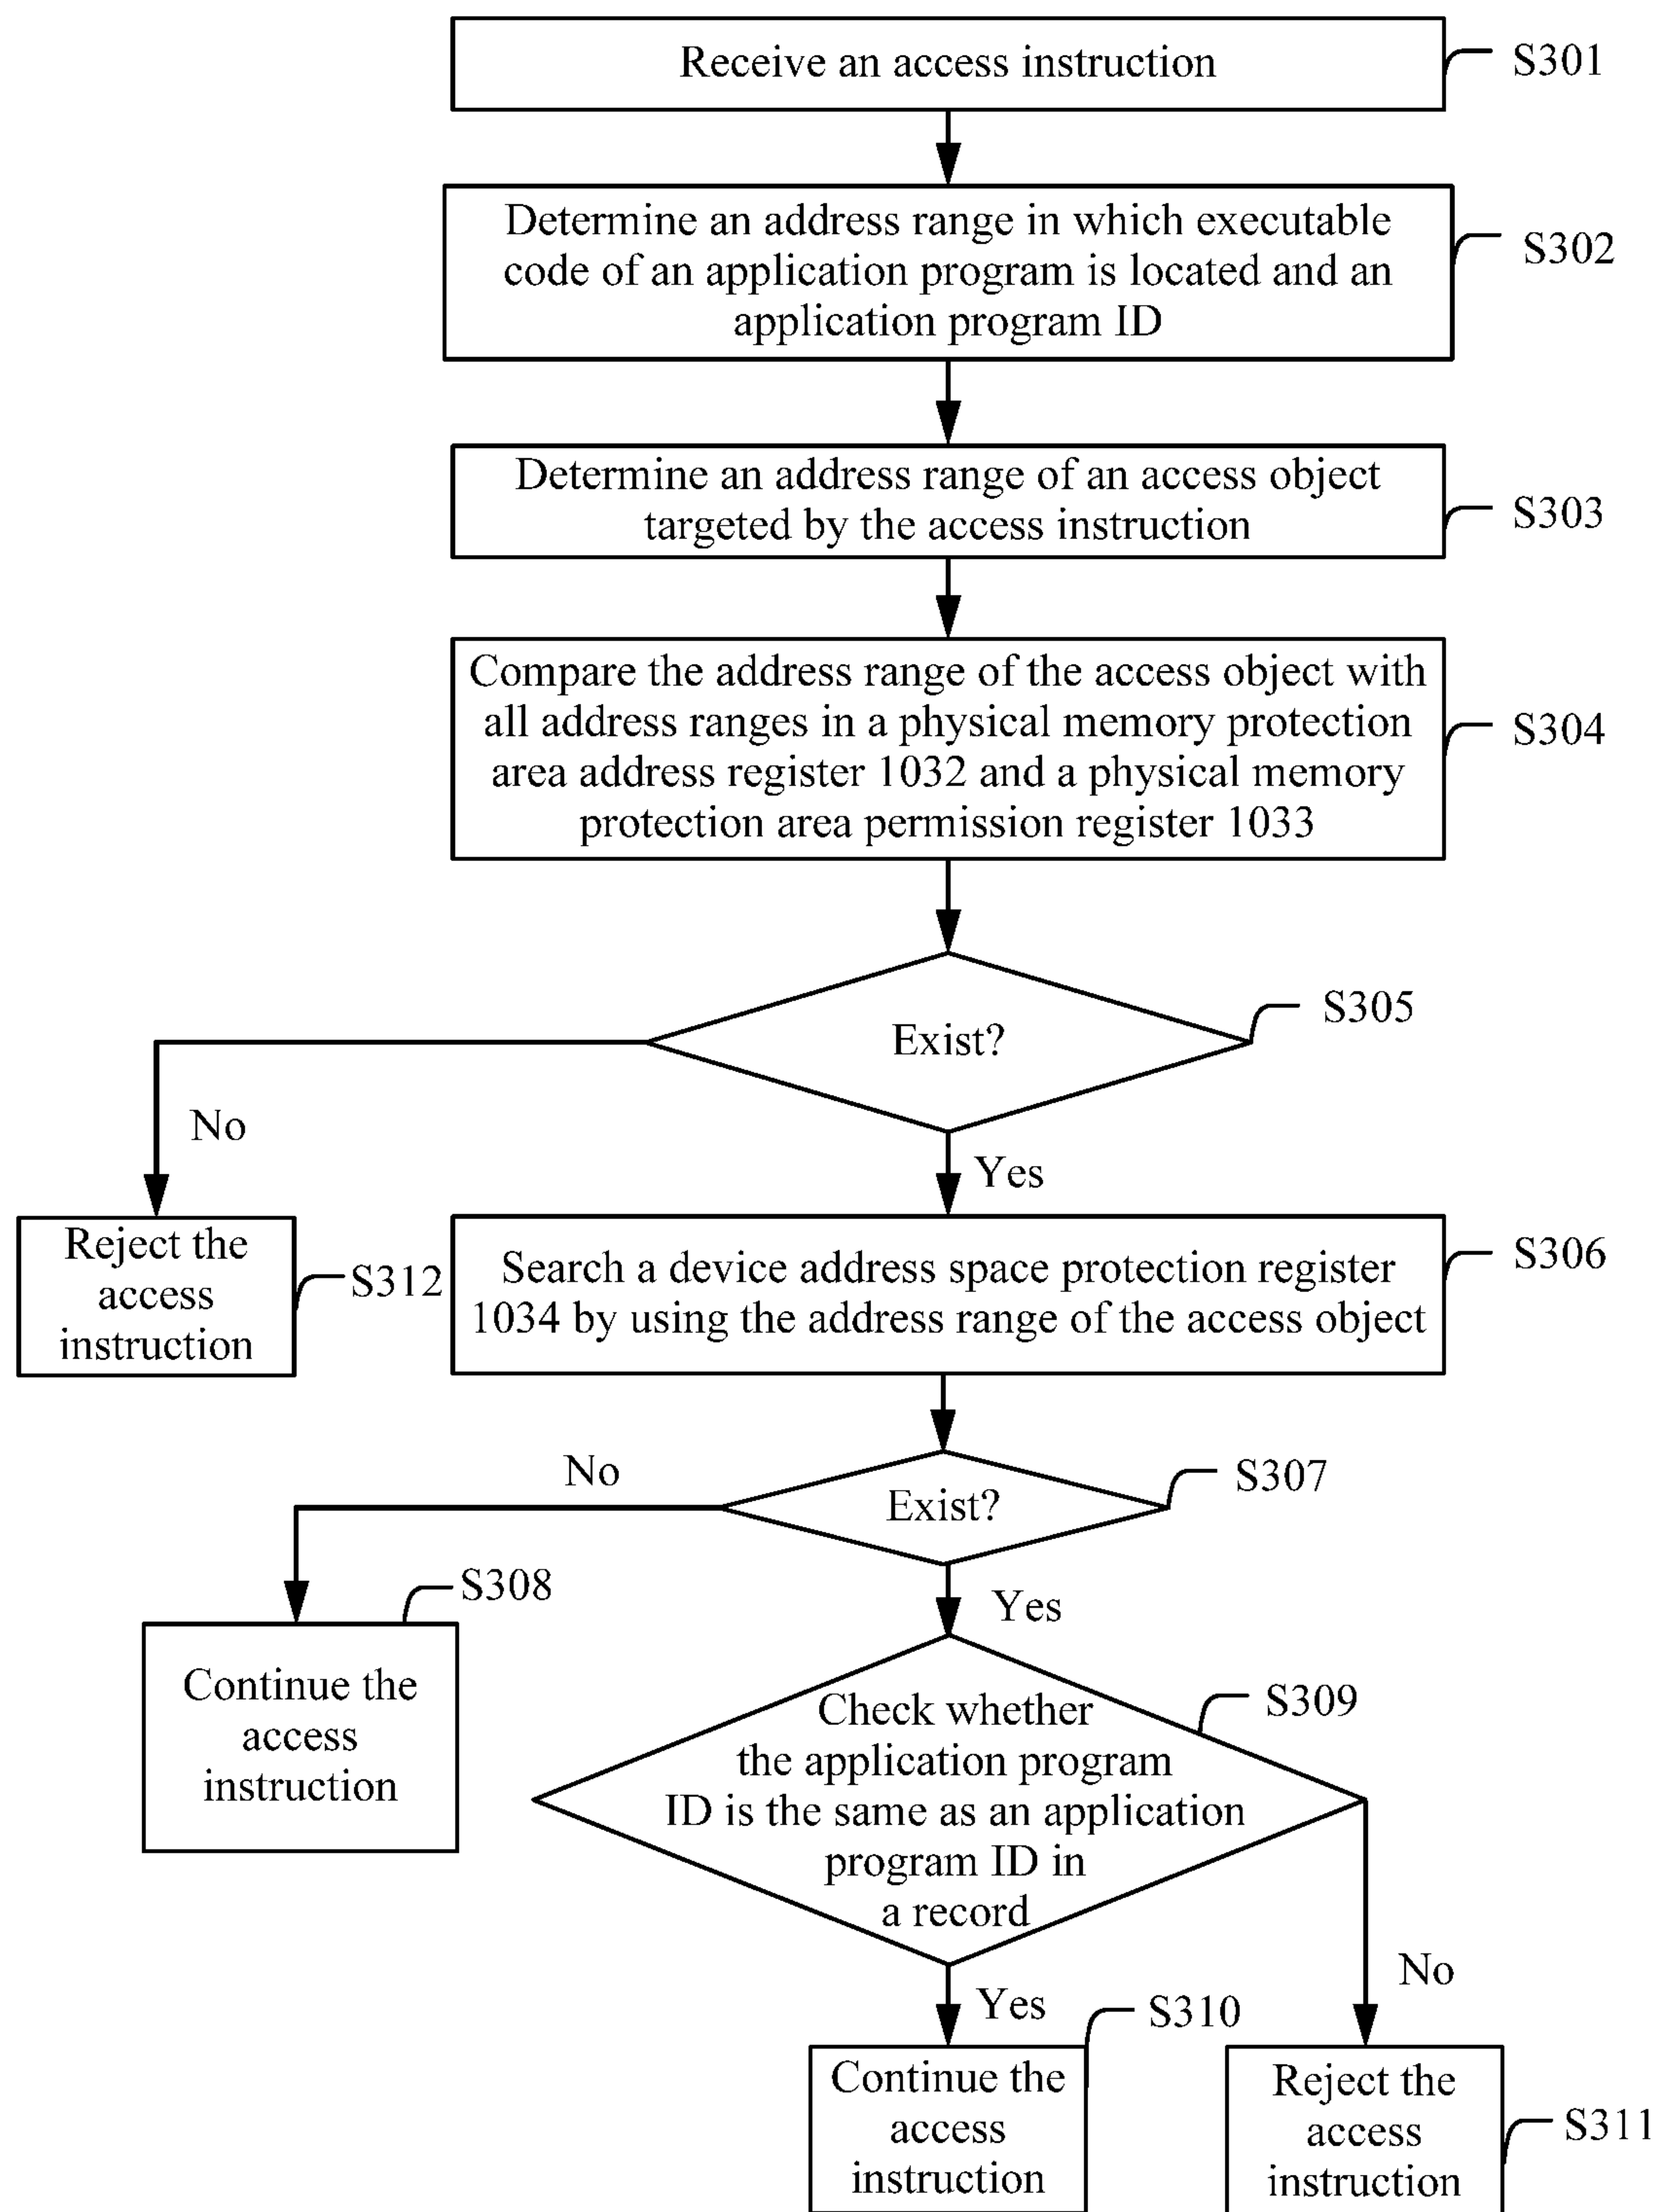 Receive an access instruction
S301
Determine an address range in which executable
code of an application program is located and an
application program ID
S302
Determine an address range of an access object
targeted by the access instruction
S303
Compare the address range of the access object with
all address ranges in a physical memory protection
area address register 1032 and a physical memory
protection area permission register 1033
S304
Exist?
S305
No
Yes
Reject the
access
instruction
S312
Search a device address space protection register
1034 by using the address range of the access object
S306
Exist?
S307
No
Yes
S308
Continue the
access
instruction
Check whether
the application program
ID is the same as an application
program ID in
a record
S309
Yes
No
S310
Continue the
access
instruction
Reject the
access
instruction
S311